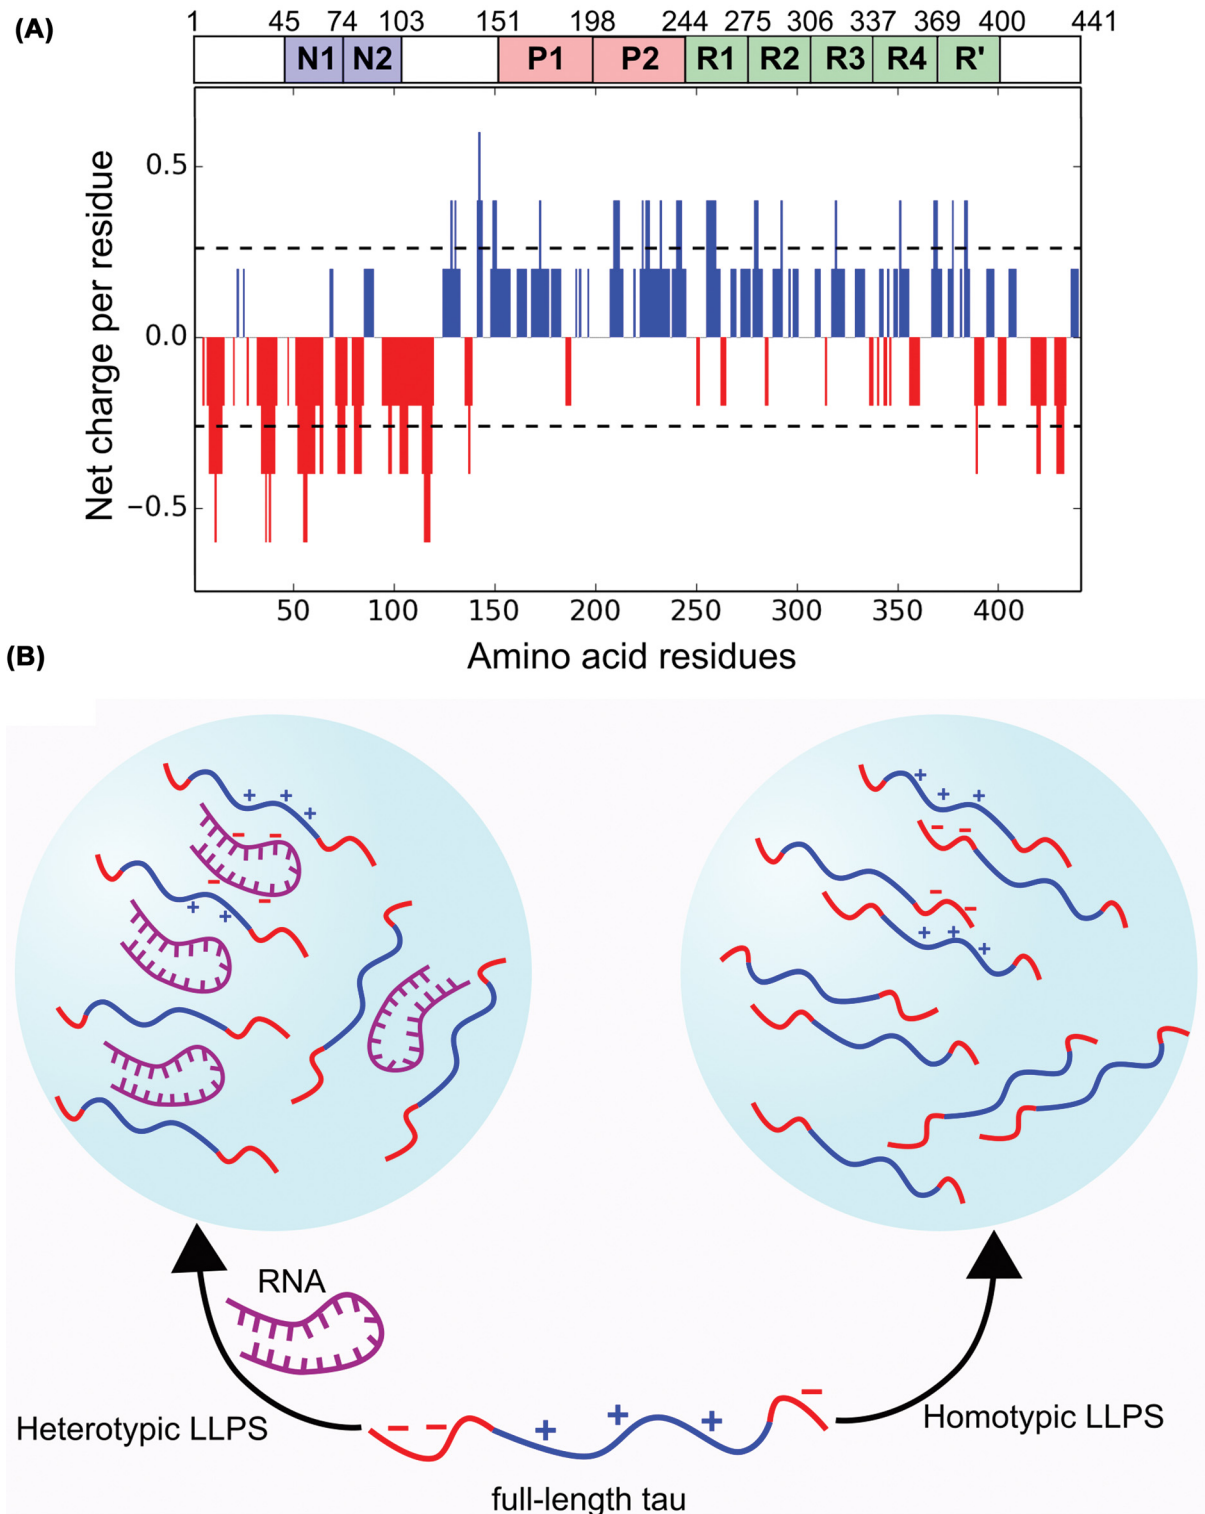 (A)
1 45 74 103 151 198 244 275 306 337 369 400 441
N1 N2 P1 P2 R1 R2 R3 R4 R'
Net charge per residue
0.5
0.0
−0.5
50 100 150 200 250 300 350 400
Amino acid residues
(B)
+ + +
− −
− −
+ +
+ + +
− −
− −
+ + +
RNA
Heterotypic LLPS
Homotypic LLPS
− − + + + −
full-length tau